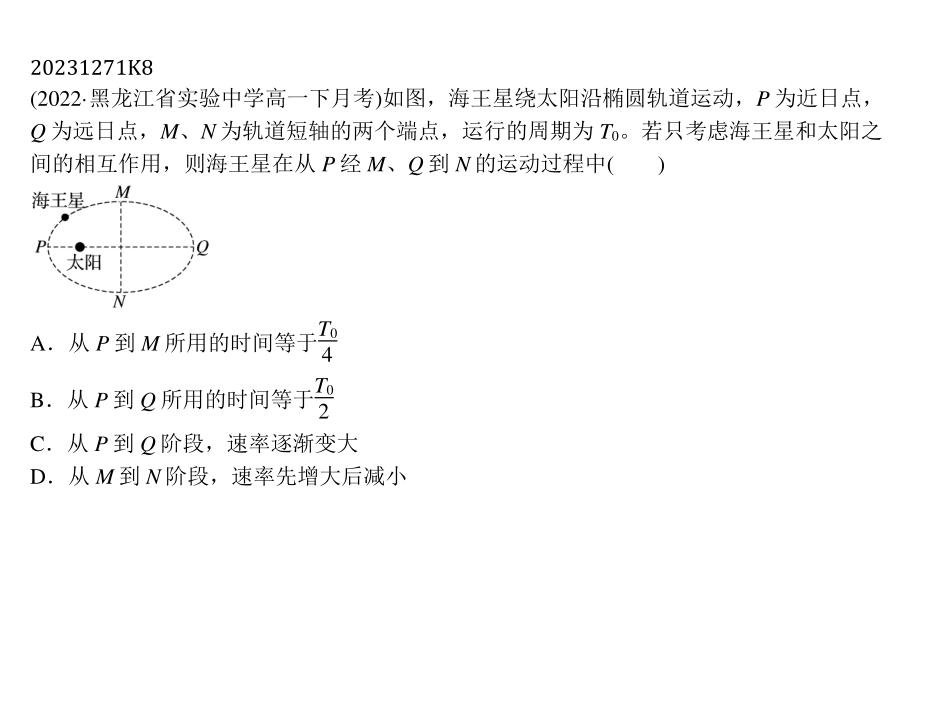 20231271K8
(2022·黑龙江省实验中学高一下月考)如图，海王星绕太阳沿椭圆轨道运动，P 为近日点，
Q 为远日点，M、N 为轨道短轴的两个端点，运行的周期为 T₀。若只考虑海王星和太阳之
间的相互作用，则海王星在从 P 经 M、Q 到 N 的运动过程中(　　)
M
海王星
P
Q
太阳
N
A．从 P 到 M 所用的时间等于T₀/4
B．从 P 到 Q 所用的时间等于T₀/2
C．从 P 到 Q 阶段，速率逐渐变大
D．从 M 到 N 阶段，速率先增大后减小